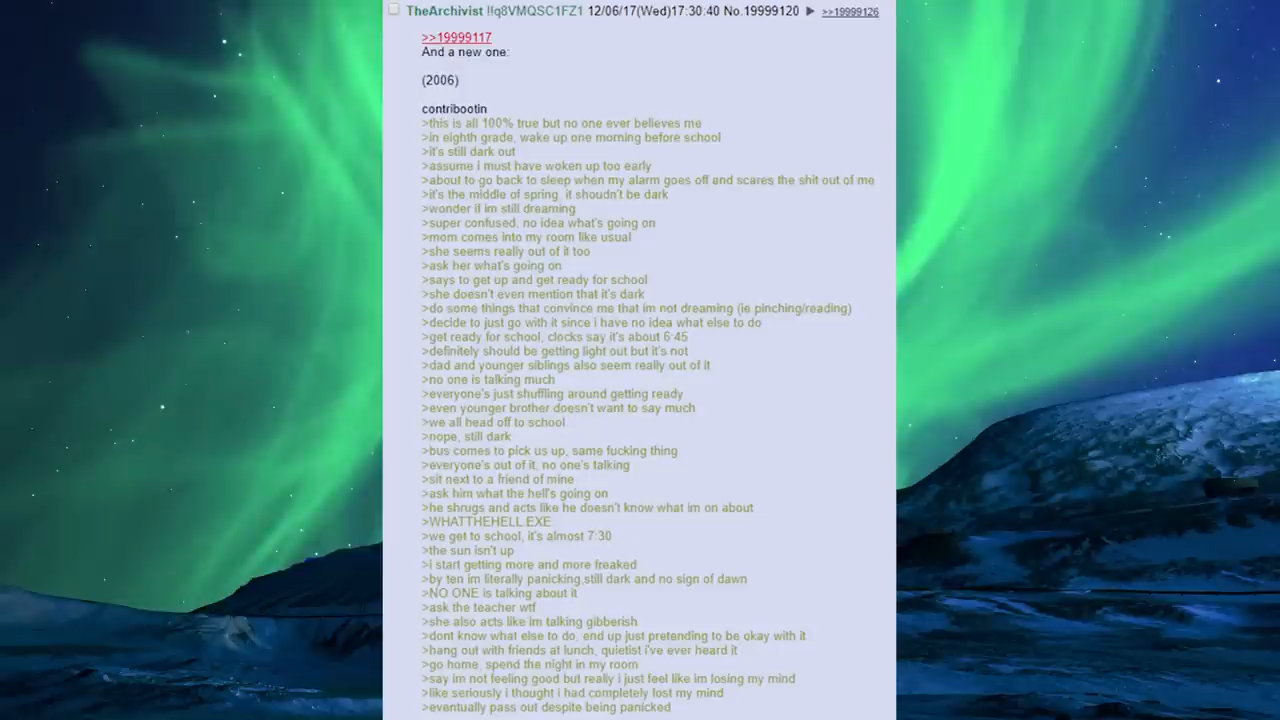 TheArchivist !!q8VMQSC1FZ1 12/06/17(Wed)17:30:40 No.19999120 ▶ >>19999126
>>19999117
And a new one:
(2006)
contribootin
>this is all 100% true but no one ever believes me
>in eighth grade, wake up one morning before school
>it's still dark out
>assume i must have woken up too early
>about to go back to sleep when my alarm goes off and scares the shit out of me
>it's the middle of spring, it shoudn't be dark
>wonder if im still dreaming
>super confused, no idea what's going on
>mom comes into my room like usual
>she seems really out of it too
>ask her what's going on
>says to get up and get ready for school
>she doesn't even mention that it's dark
>do some things that convince me that im not dreaming (ie pinching/reading)
>decide to just go with it since i have no idea what else to do
>get ready for school, clocks say it's about 6:45
>definitely should be getting light out but it's not
>dad and younger siblings also seem really out of it
>no one is talking much
>everyone's just shuffling around getting ready
>even younger brother doesn't want to say much
>we all head off to school
>nope, still dark
>bus comes to pick us up, same fucking thing
>everyone's out of it, no one's talking
>sit next to a friend of mine
>ask him what the hell's going on
>he shrugs and acts like he doesn't know what im on about
>WHATTHEHELL.EXE
>we get to school, it's almost 7:30
>the sun isn't up
>i start getting more and more freaked
>by ten im literally panicking,still dark and no sign of dawn
>NO ONE is talking about it
>ask the teacher wtf
>she also acts like im talking gibberish
>dont know what else to do, end up just pretending to be okay with it
>hang out with friends at lunch, quietist i've ever heard it
>go home, spend the night in my room
>say im not feeling good but really i just feel like im losing my mind
>like seriously i thought i had completely lost my mind
>eventually pass out despite being panicked